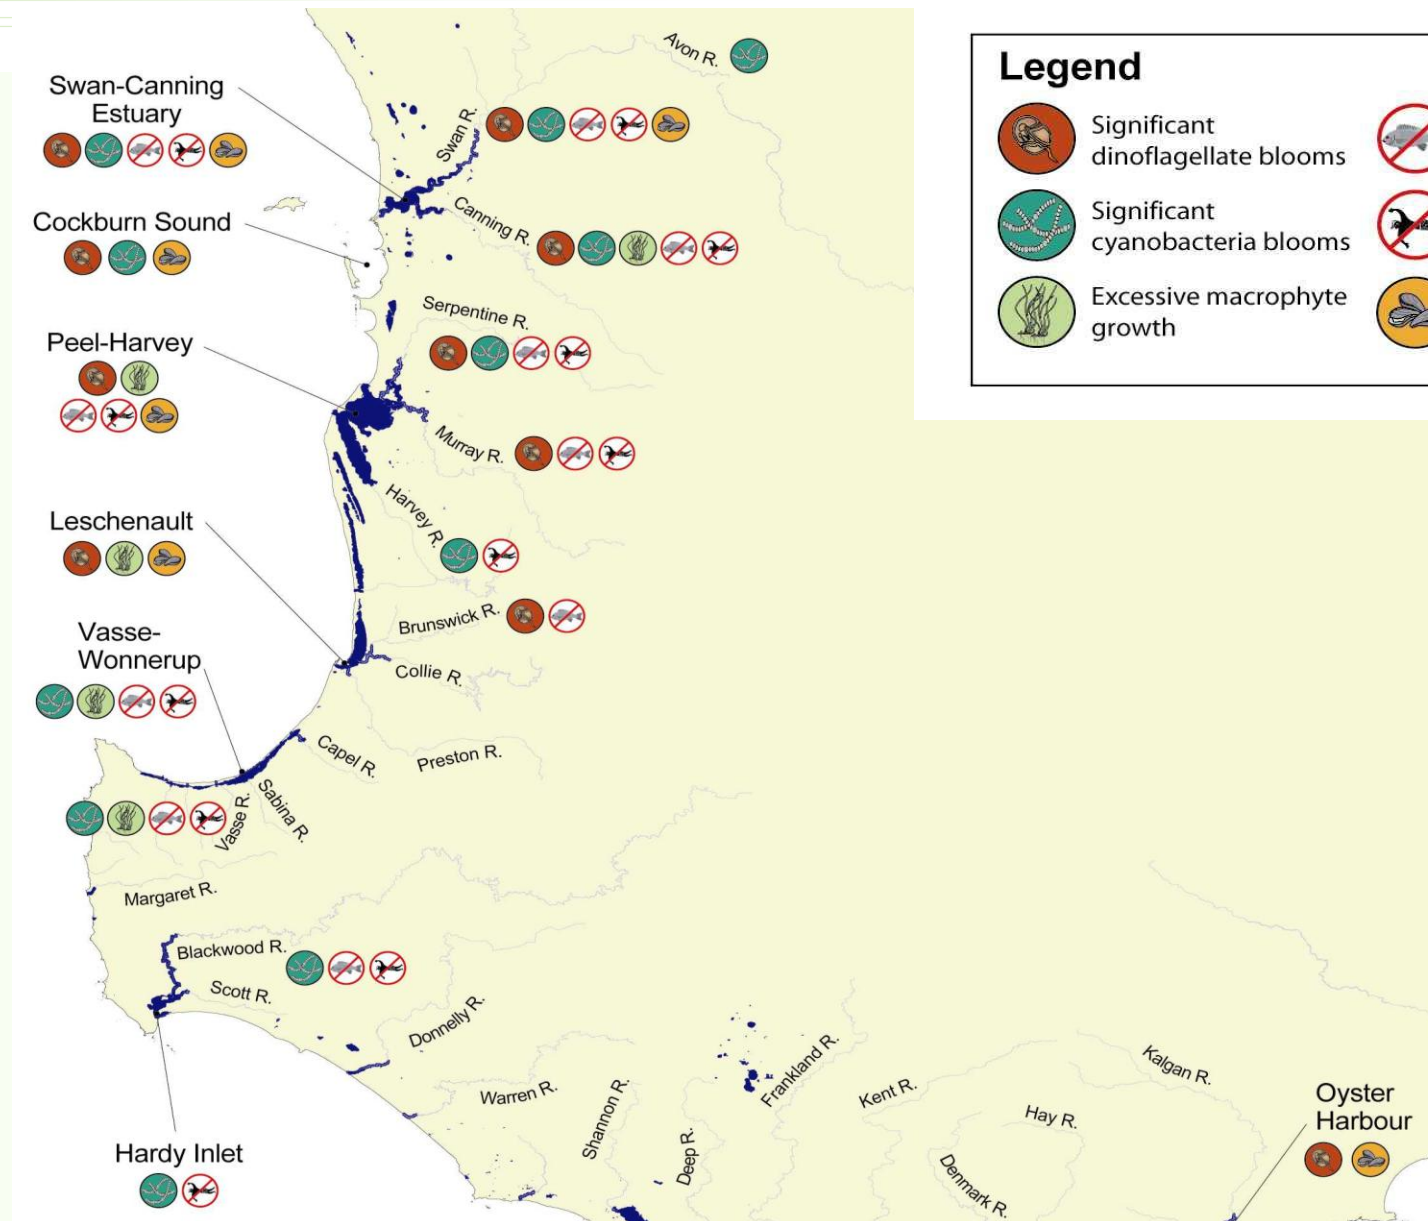 Swan-Canning
Estuary
Cockburn Sound
Peel-Harvey
Leschenault
Vasse-
Wonnerup
Hardy Inlet
Avon R.
Swan R.
Canning R.
Serpentine R.
Murray R.
Harvey R.
Brunswick R.
Collie R.
Preston R.
Capel R.
Sabina R.
Vasse R.
Margaret R.
Blackwood R.
Scott R.
Donnelly R.
Warren R.
Shannon R.
Deep R.
Frankland R.
Kent R.
Denmark R.
Hay R.
Kalgan R.
Oyster
Harbour
Legend
Significant
dinoflagellate blooms
Significant
cyanobacteria blooms
Excessive macrophyte
growth